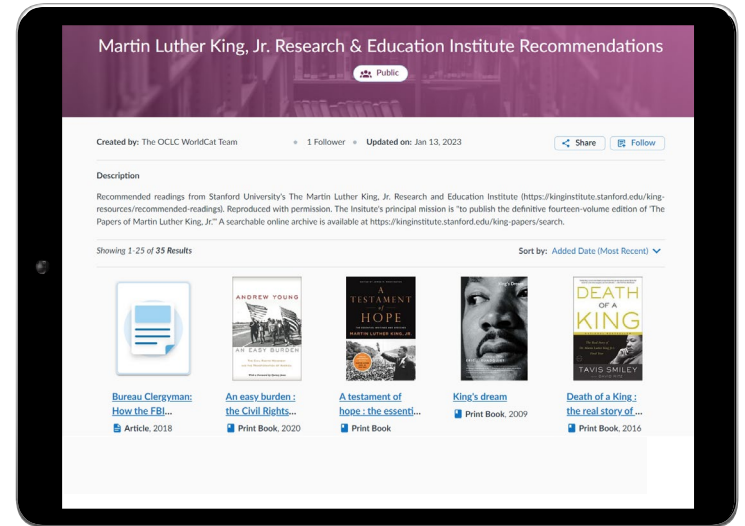 Martin Luther King, Jr. Research & Education Institute Recommendations
Public
Created by: The OCLC WorldCat Team
1 Follower
Updated on: Jan 13, 2023
Share
Follow
Description
Recommended readings from Stanford University's The Martin Luther King, Jr. Research and Education Institute (https://kinginstitute.stanford.edu/king-
resources/recommended-readings). Reproduced with permission. The Insitute's principal mission is "to publish the definitive fourteen-volume edition of 'The
Papers of Martin Luther King, Jr.'" A searchable online archive is available at https://kinginstitute.stanford.edu/king-papers/search.
Showing 1-25 of 35 Results
Sort by: Added Date (Most Recent)
ANDREW YOUNG
AN EASY BURDEN
A
TESTAMENT
of
HOPE
MARTIN LUTHER KING, JR.
King's Dream
DEATH
OF A
KING
TAVIS SMILEY
Bureau Clergyman:
How the FBI...
Article, 2018
An easy burden :
the Civil Rights...
Print Book, 2020
A testament of
hope : the essenti...
Print Book
King's dream
Print Book, 2009
Death of a King :
the real story of ...
Print Book, 2016